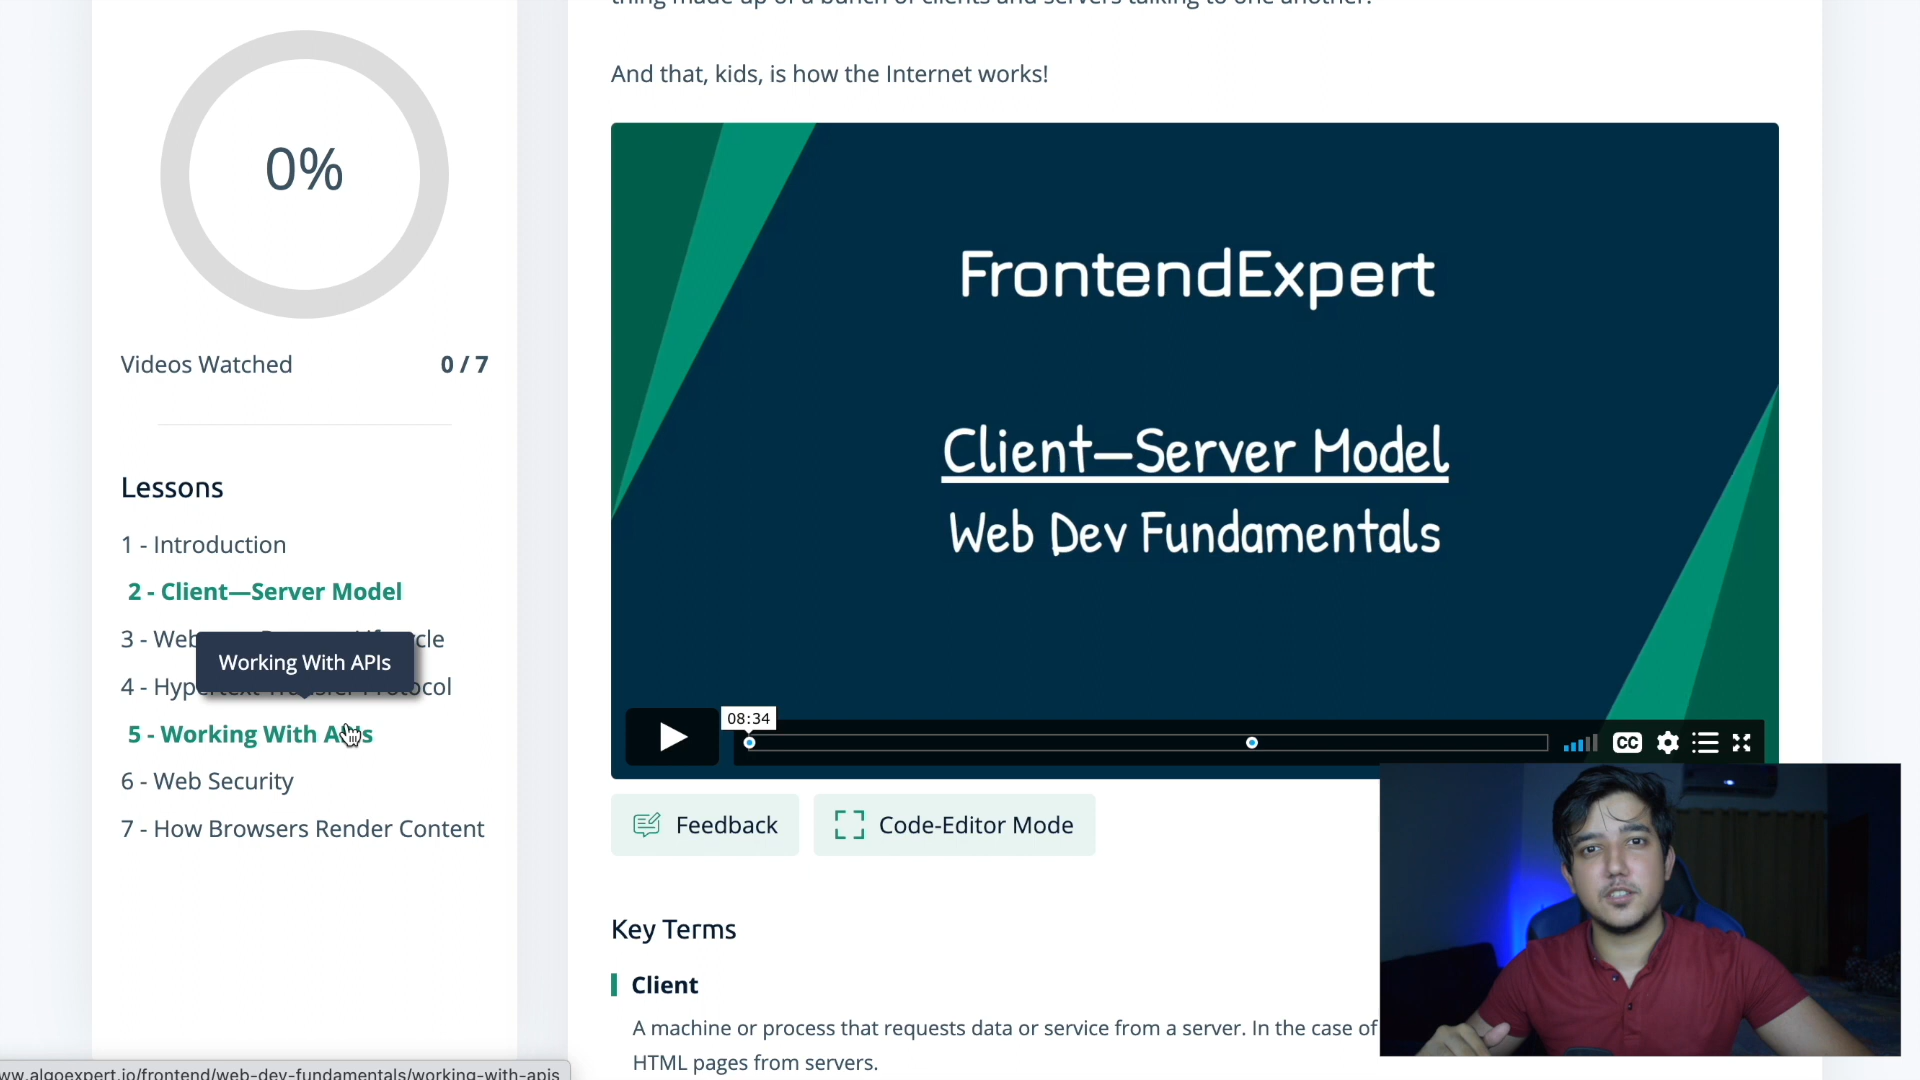 0%
Videos Watched 0 / 7
Lessons
1 - Introduction
2 - Client—Server Model
3 - Web cle
Working With APIs
4 - Hypertext Transfer Protocol
5 - Working With APIs
6 - Web Security
7 - How Browsers Render Content
And that, kids, is how the Internet works!
FrontendExpert
Client—Server Model
Web Dev Fundamentals
08:34
CC
Feedback
Code-Editor Mode
Key Terms
Client
A machine or process that requests data or service from a server. In the case of
HTML pages from servers.
ww.algoexpert.io/frontend/web-dev-fundamentals/working-with-apis